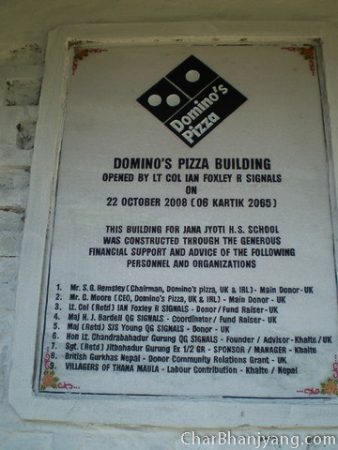 Domino's
Pizza
DOMINO'S PIZZA BUILDING
OPENED BY LT COL IAN FOXLEY R SIGNALS
ON
22 OCTOBER 2008 (06 KARTIK 2065)
THIS BUILDING FOR JANA JYOTI H.S. SCHOOL
WAS CONSTRUCTED THROUGH THE GENEROUS
FINANCIAL SUPPORT AND ADVICE OF THE FOLLOWING
PERSONNEL AND ORGANIZATIONS
1. Mr. S. G. Hemsley (Chairman, Domino's pizza, UK & IRL) - Main Donor - UK
2. Mr. G. Moore (CEO, Domino's Pizza, UK & IRL) - Main Donor - UK
3. Lt. Col (Retd) IAN Foxley R SIGNALS - Donor/ Fund Raiser - UK
4. Maj H. J. Bardell QG SIGNALS - Coordinator/ Fund Raiser - UK
5. Maj (Retd) SJS Young QG SIGNALS - Donor - UK
6 Hon Lt. Chandrabahadur Gurung QG SIGNALS - Founder / Advisor - Khalte/UK
7. Sgt. (Retd) Jitbahadur Gurung Ex 1/2 GR - SPONSOR / MANAGER - Khalte
8 British Gurkhas Nepal - Donor Community Relations Grant - UK.
9 VILLAGERS OF THANA MAULA - Labour Contribution - Khalte / Nepal
CharBhanjyang.com